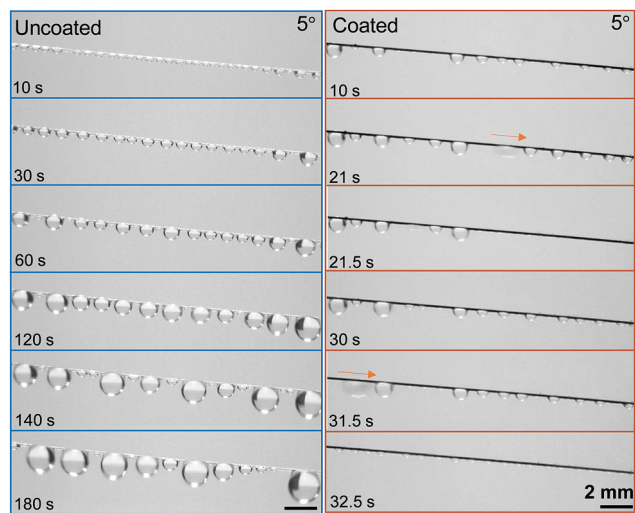 Uncoated 5°
10 s
30 s
60 s
120 s
140 s
180 s
Coated 5°
10 s
21 s
21.5 s
30 s
31.5 s
32.5 s
2 mm